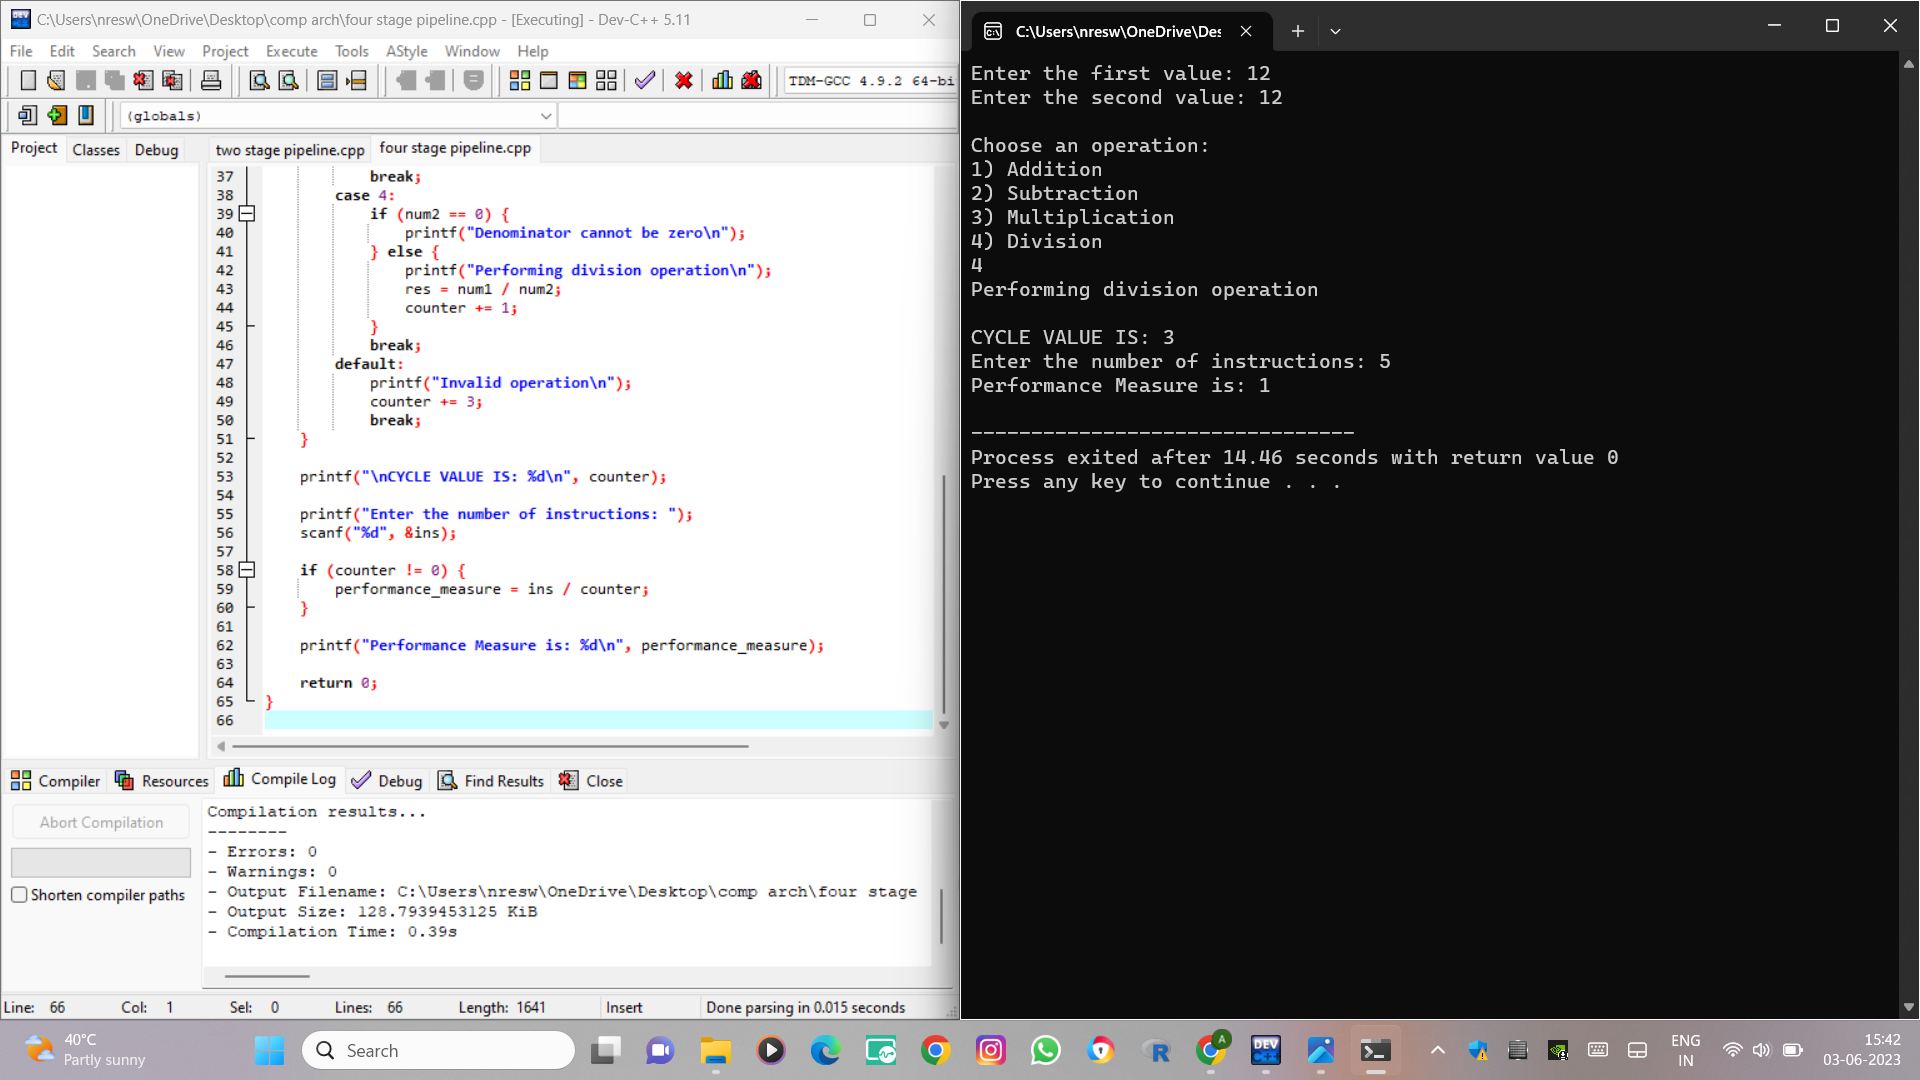 C:\Users\nresw\OneDrive\Desktop\comp arch\four stage pipeline.cpp - [Executing] - Dev-C++ 5.11
File Edit Search View Project Execute Tools AStyle Window Help
TDM-GCC 4.9.2 64-bi
(globals)
Project Classes Debug
two stage pipeline.cpp four stage pipeline.cpp
37 break;
38 case 4:
39 if (num2 == 0) {
40 printf("Denominator cannot be zero\n");
41 } else {
42 printf("Performing division operation\n");
43 res = num1 / num2;
44 counter += 1;
45 }
46 break;
47 default:
48 printf("Invalid operation\n");
49 counter += 3;
50 break;
51 }
52
53 printf("\nCYCLE VALUE IS: %d\n", counter);
54
55 printf("Enter the number of instructions: ");
56 scanf("%d", &ins);
57
58 if (counter != 0) {
59 performance_measure = ins / counter;
60 }
61
62 printf("Performance Measure is: %d\n", performance_measure);
63
64 return 0;
65 }
66
Compiler Resources Compile Log Debug Find Results Close
Abort Compilation
Shorten compiler paths
Compilation results...
--------
- Errors: 0
- Warnings: 0
- Output Filename: C:\Users\nresw\OneDrive\Desktop\comp arch\four stage
- Output Size: 128.7939453125 KiB
- Compilation Time: 0.39s
Line: 66 Col: 1 Sel: 0 Lines: 66 Length: 1641 Insert Done parsing in 0.015 seconds
C:\Users\nresw\OneDrive\Des
Enter the first value: 12
Enter the second value: 12
Choose an operation:
1) Addition
2) Subtraction
3) Multiplication
4) Division
4
Performing division operation
CYCLE VALUE IS: 3
Enter the number of instructions: 5
Performance Measure is: 1
--------------------------------
Process exited after 14.46 seconds with return value 0
Press any key to continue . . .
40°C
Partly sunny
Search
A
R
DEV
C++
ENG
IN
15:42
03-06-2023